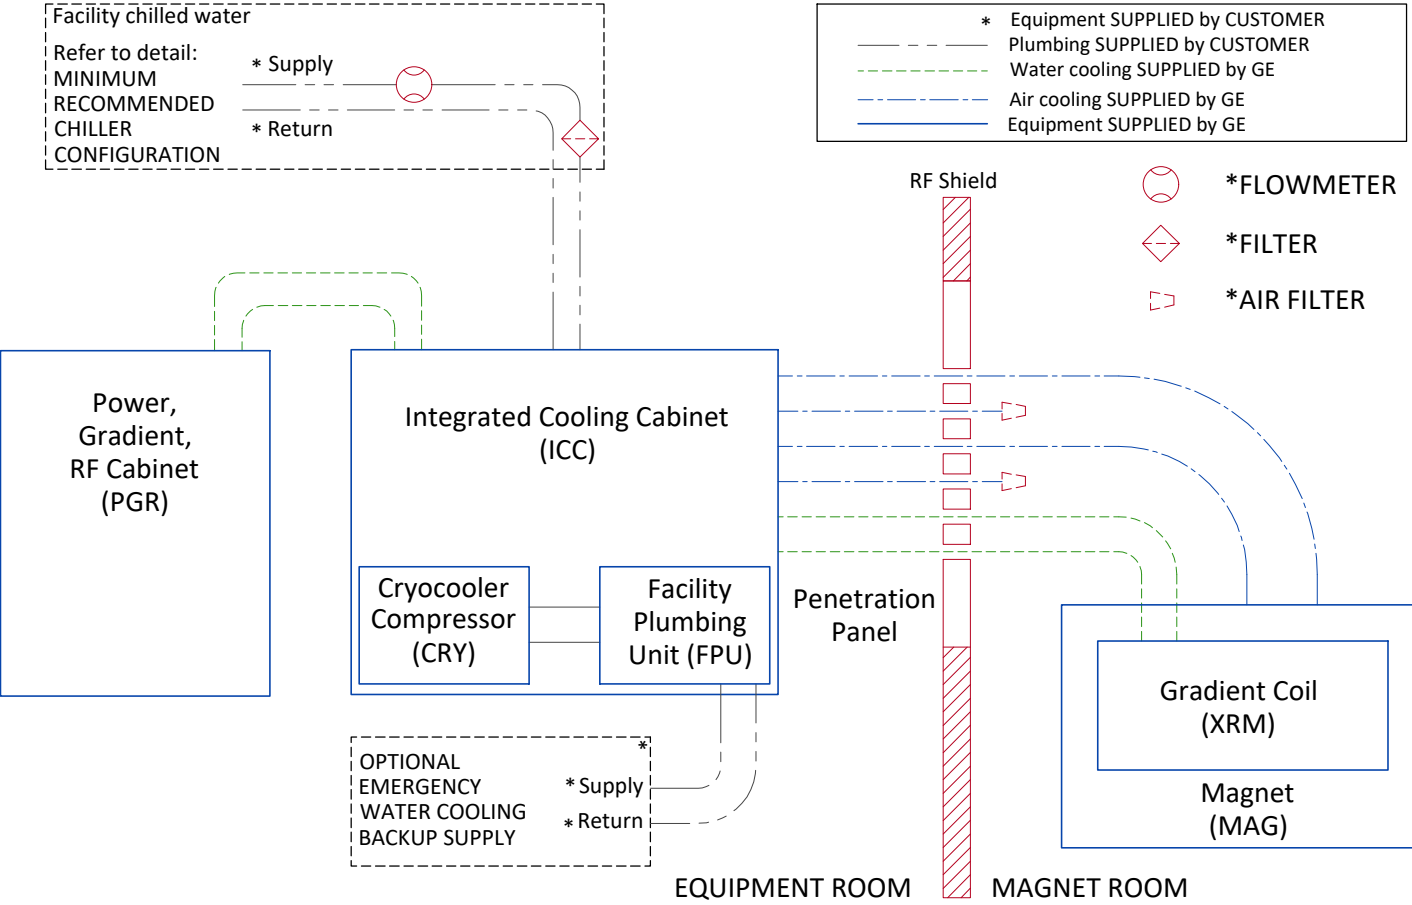 Facility chilled water
Refer to detail:
MINIMUM
RECOMMENDED
CHILLER
CONFIGURATION
* Supply
* Return
* Equipment SUPPLIED by CUSTOMER
Plumbing SUPPLIED by CUSTOMER
Water cooling SUPPLIED by GE
Air cooling SUPPLIED by GE
Equipment SUPPLIED by GE
RF Shield
*FLOWMETER
*FILTER
*AIR FILTER
Power,
Gradient,
RF Cabinet
(PGR)
Integrated Cooling Cabinet
(ICC)
Cryocooler
Compressor
(CRY)
Facility
Plumbing
Unit (FPU)
Penetration
Panel
Gradient Coil
(XRM)
Magnet
(MAG)
*
OPTIONAL
EMERGENCY
WATER COOLING
BACKUP SUPPLY
* Supply
* Return
EQUIPMENT ROOM
MAGNET ROOM